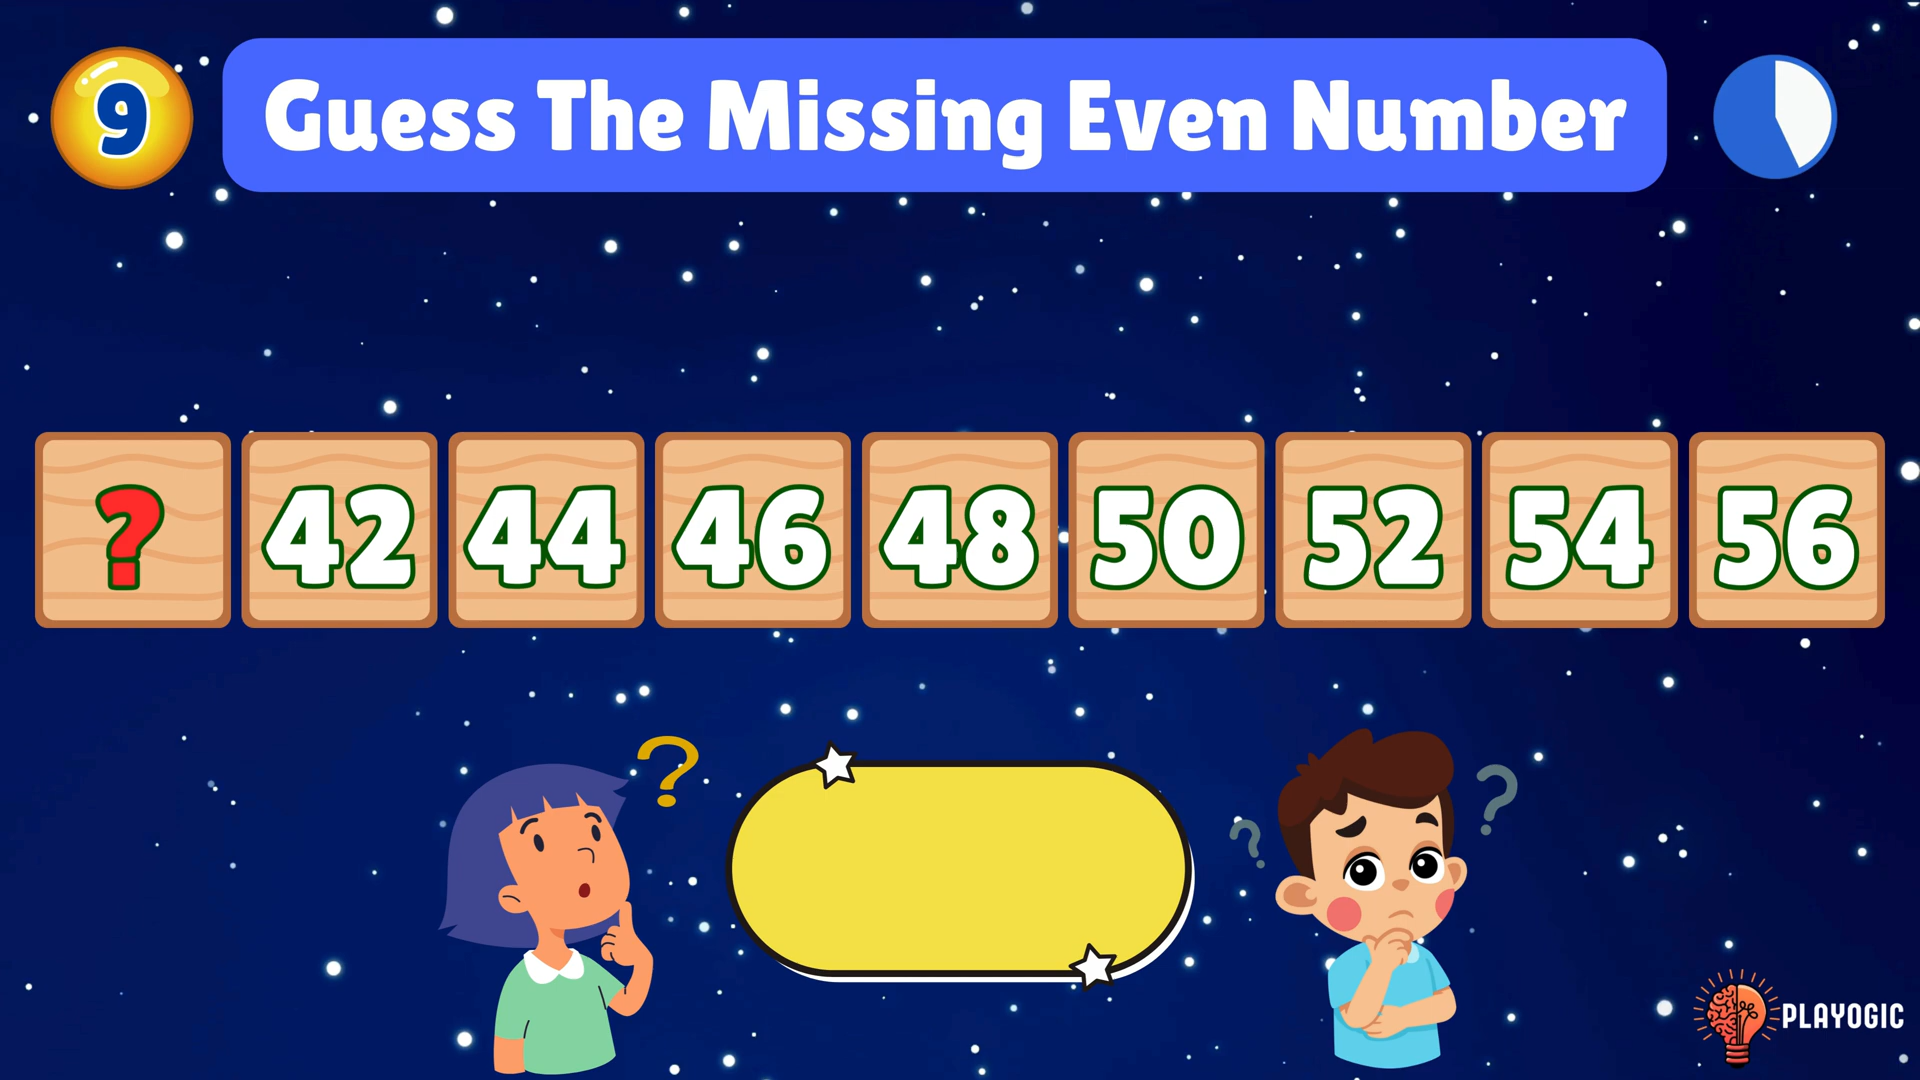 9
Guess The Missing Even Number
? 42 44 46 48 50 52 54 56
?
? ?
PLAYOGIC